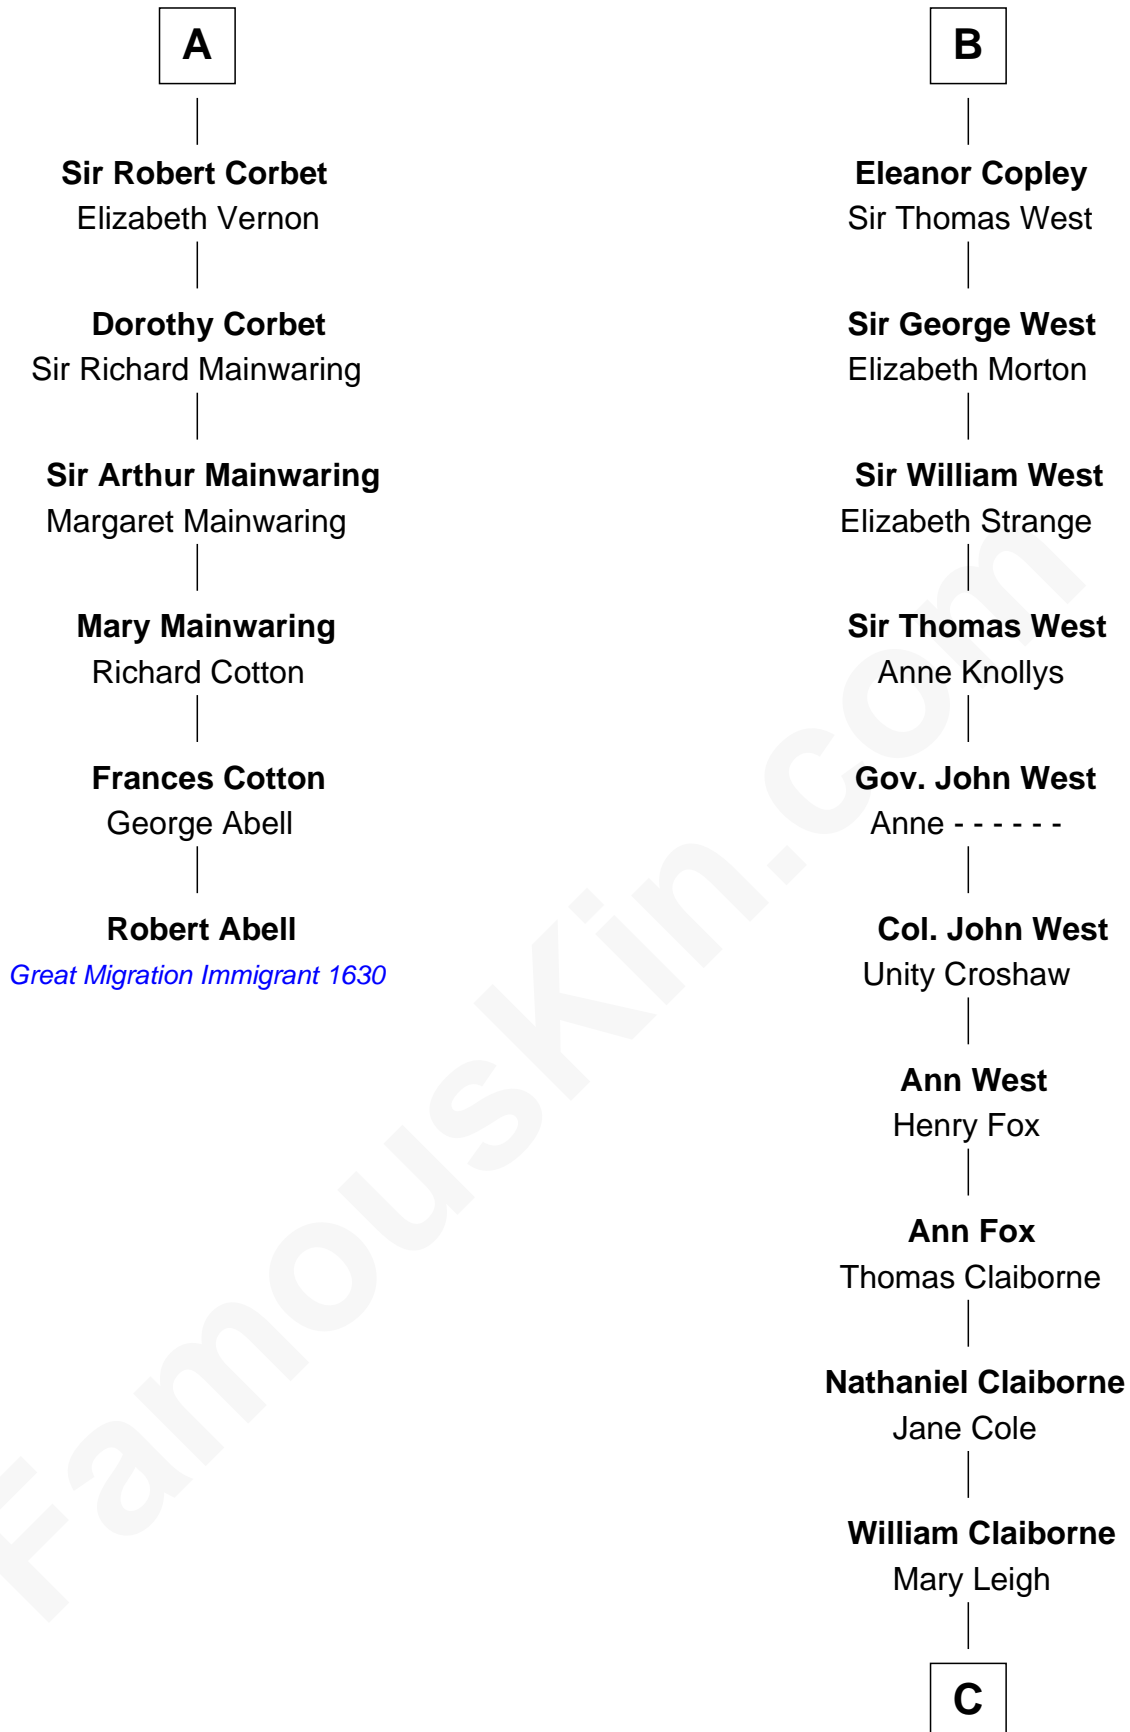 A
Sir Robert Corbet
Elizabeth Vernon
Dorothy Corbet
Sir Richard Mainwaring
Sir Arthur Mainwaring
Margaret Mainwaring
Mary Mainwaring
Richard Cotton
Frances Cotton
George Abell
Robert Abell
Great Migration Immigrant 1630
B
Eleanor Copley
Sir Thomas West
Sir George West
Elizabeth Morton
Sir William West
Elizabeth Strange
Sir Thomas West
Anne Knollys
Gov. John West
Anne - - - - - -
Col. John West
Unity Croshaw
Ann West
Henry Fox
Ann Fox
Thomas Claiborne
Nathaniel Claiborne
Jane Cole
William Claiborne
Mary Leigh
C
FamousKin.com